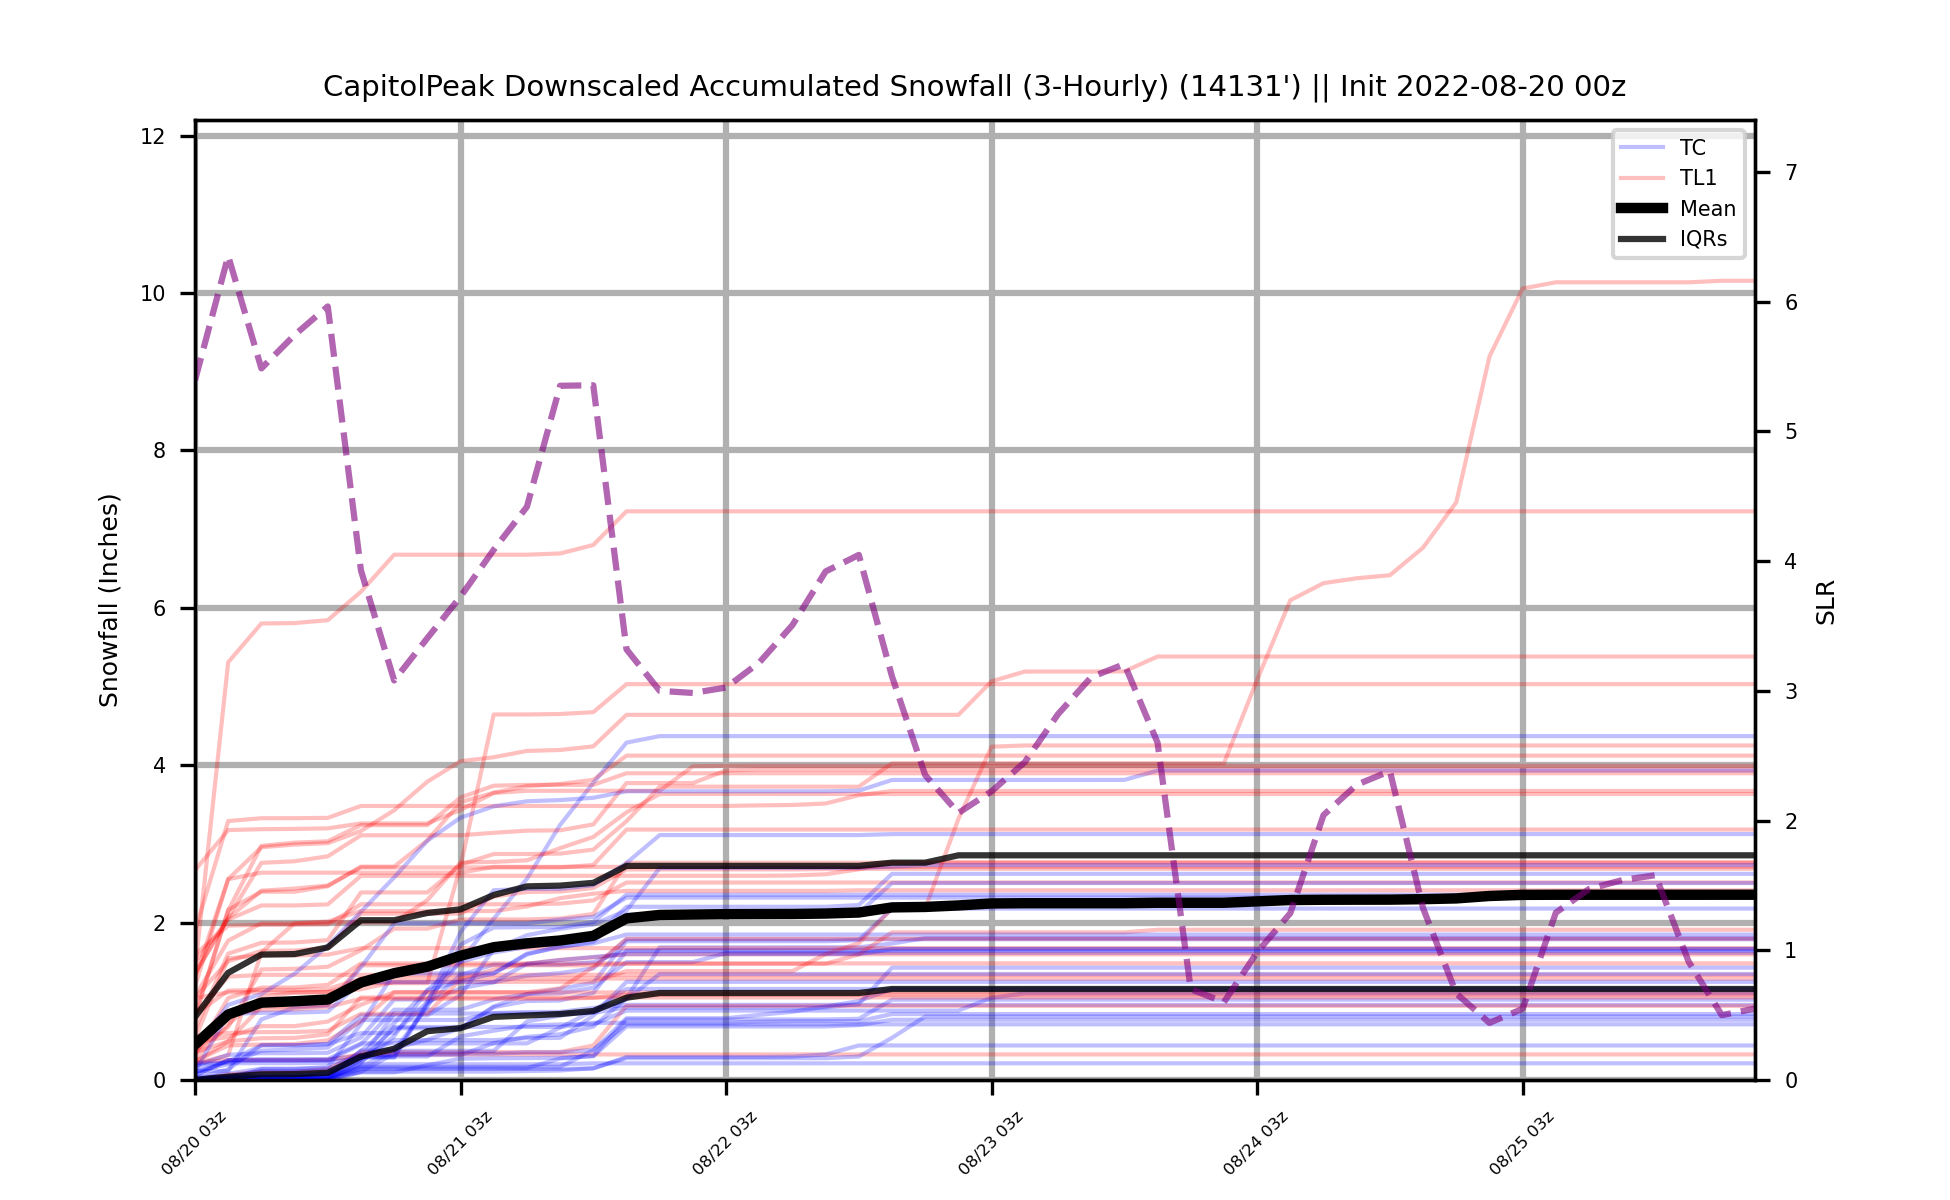 CapitolPeak Downscaled Accumulated Snowfall (3-Hourly) (14131') || Init 2022-08-20 00z
12
10
8
6
4
2
0
Snowfall (Inches)
TC
TL1
Mean
IQRs
7
6
5
4
3
2
1
0
SLR
08/20 03z
08/21 03z
08/22 03z
08/23 03z
08/24 03z
08/25 03z